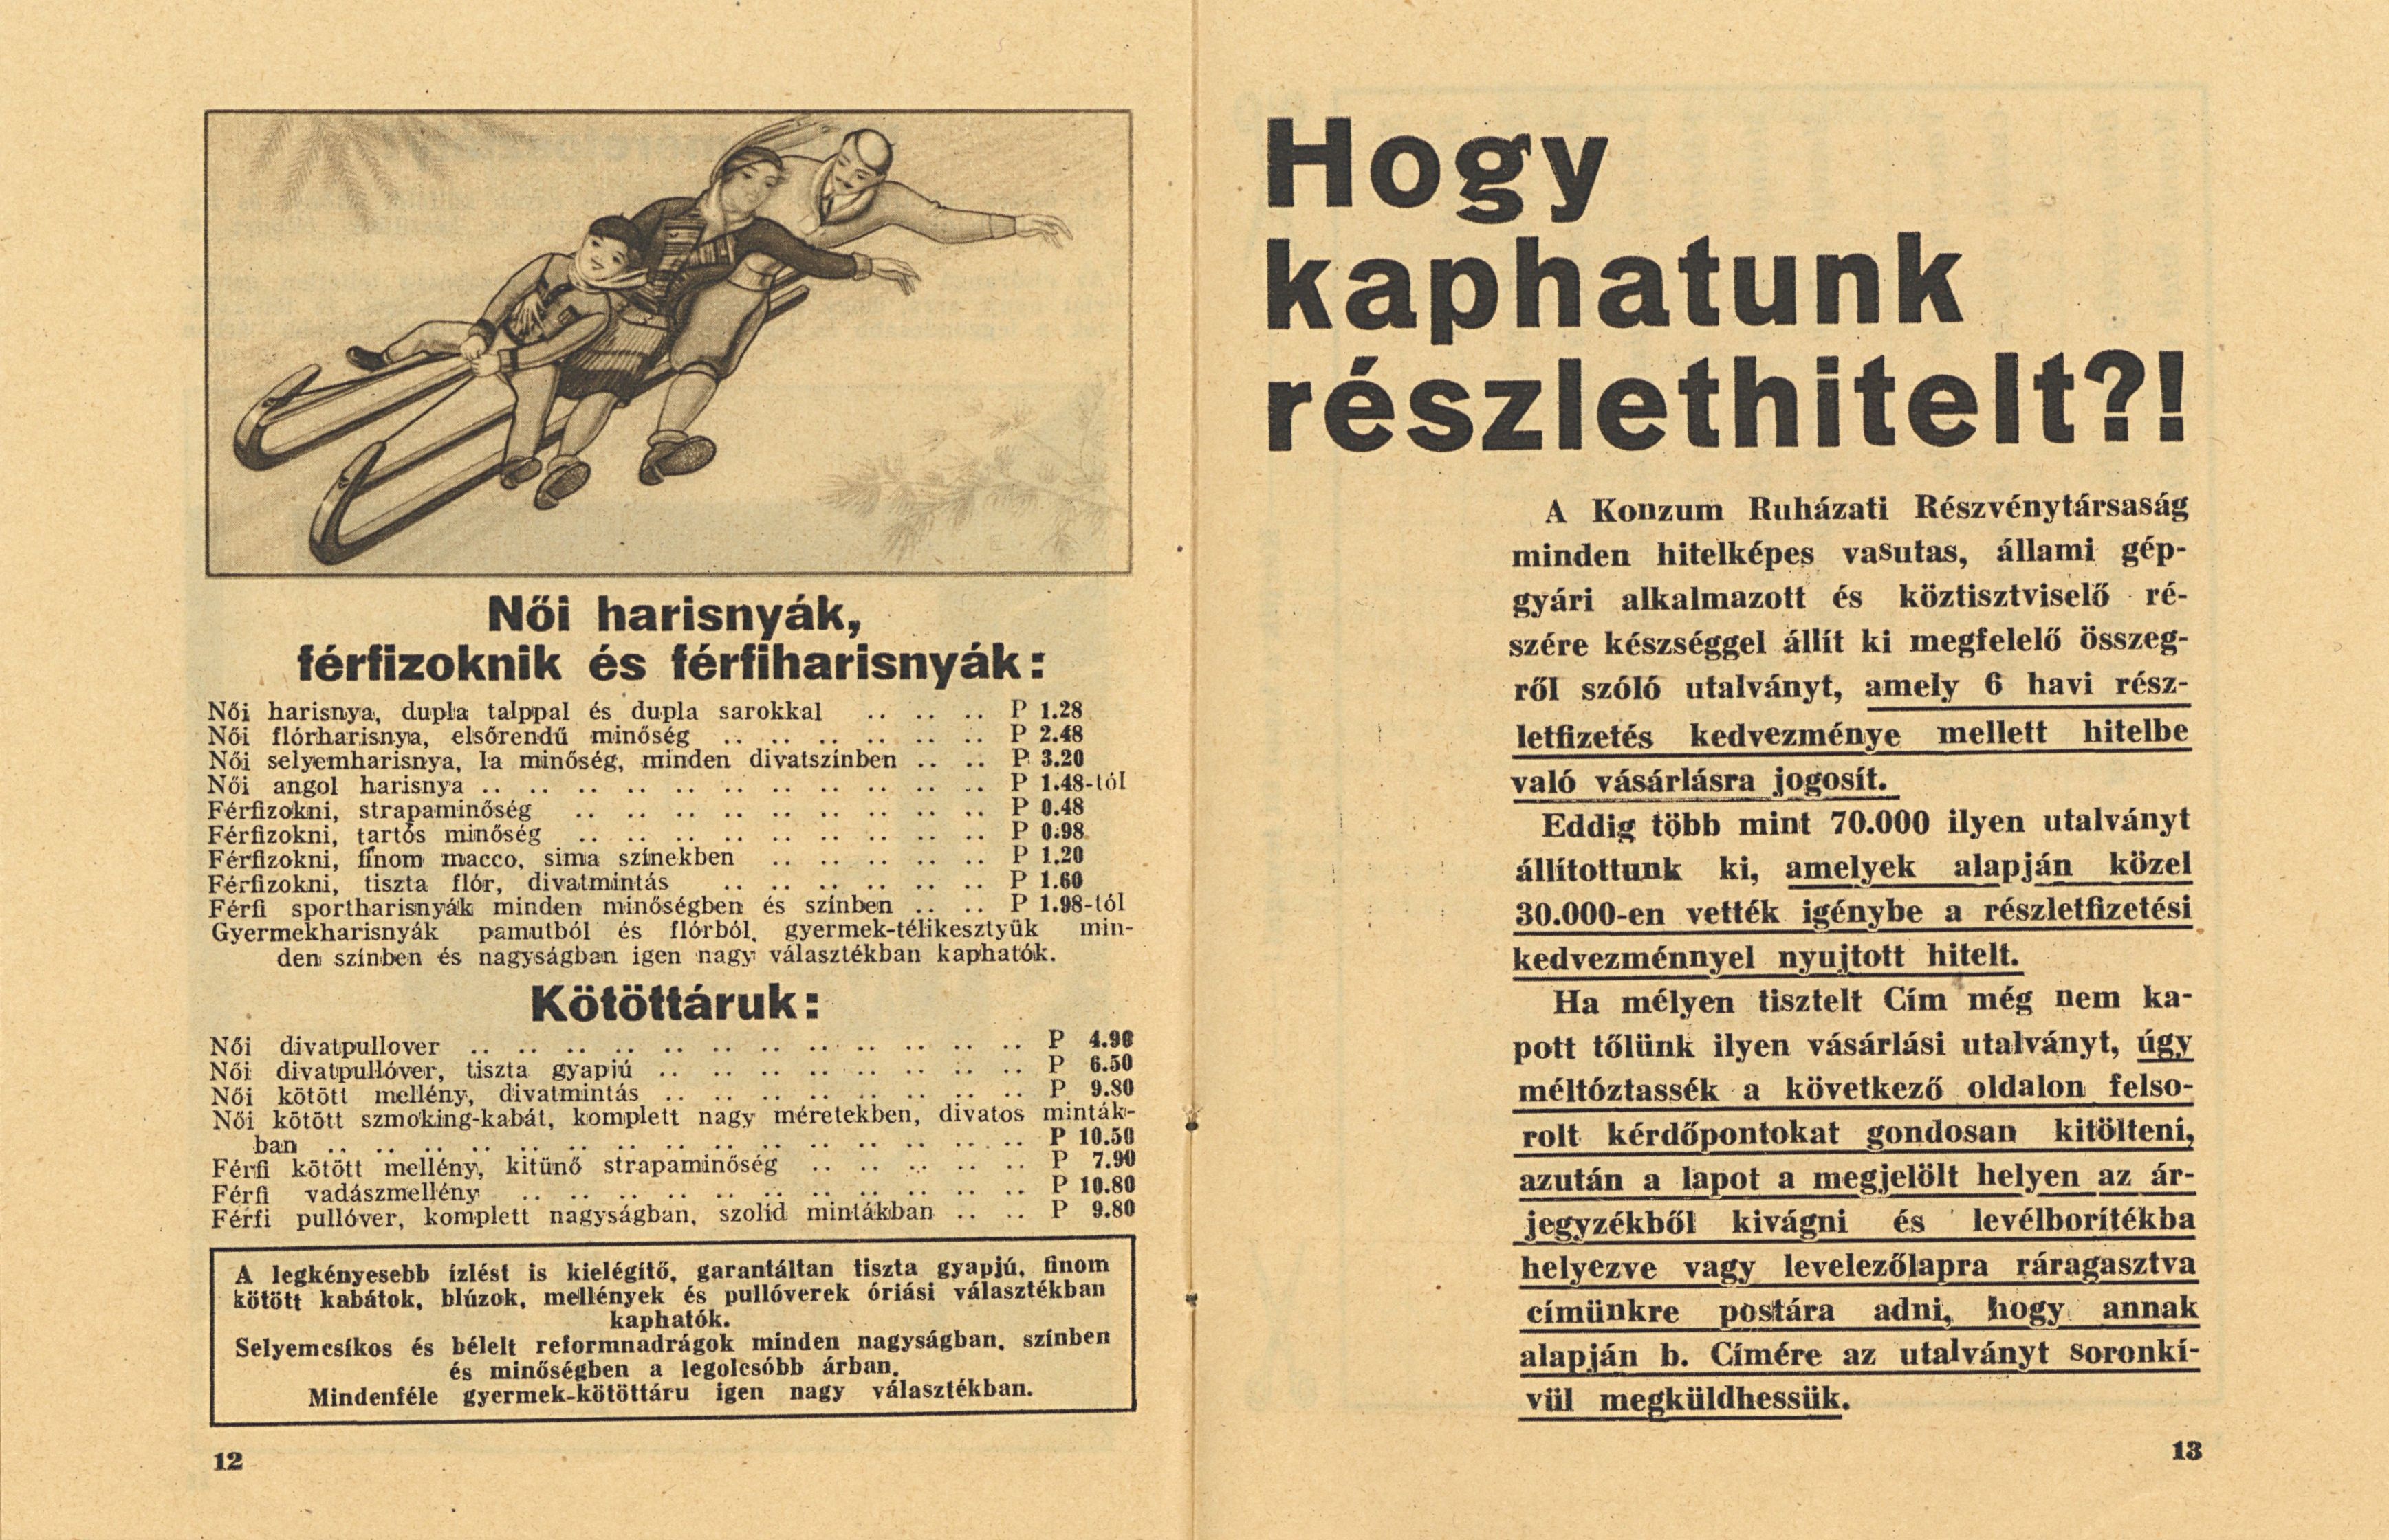 Női harisnyák,
férfizoknik és férfiharisnyák:
Női harisnya, dupla talppal és dupla sarokkal .. .. .. P 1.28
Női flórharisnya, elsőrendű minőség .. .. .. .. .. .. P 2.48
Női selyemharisnya, Ia minőség, minden divatszínben .. .. P 3.20
Női angol harisnya .. .. .. .. .. .. .. .. .. .. .. P 1.48-tól
Férfizokni, strapaminőség .. .. .. .. .. .. .. .. .. P 0.48
Férfizokni, tartós minőség .. .. .. .. .. .. .. .. .. P 0.98
Férfizokni, finom macco, sima színekben .. .. .. .. .. P 1.20
Férfizokni, tiszta flór, divatmintás .. .. .. .. .. .. P 1.60
Férfi sportharisnyák minden minőségben és színben .. .. P 1.98-tól
Gyermekharisnyák pamutból és flórból, gyermek-télikesztyük min-
den színben és nagyságban igen nagy választékban kaphatók.
Kötöttáruk:
Női divatpullover .. .. .. .. .. .. .. .. .. .. .. .. P 4.90
Női divatpullóver, tiszta gyapjú .. .. .. .. .. .. .. .. P 6.50
Női kötött mellény, divatmintás .. .. .. .. .. .. .. .. P 9.80
Női kötött szmoking-kabát, komplett nagy méretekben, divatos minták-
ban .. .. .. .. .. .. .. .. .. .. .. .. .. .. .. P 10.50
Férfi kötött mellény, kitünő strapaminőség .. .. .. .. .. P 7.90
Férfi vadászmellény .. .. .. .. .. .. .. .. .. .. .. P 10.80
Férfi pullóver, komplett nagyságban, szolid mintákban .. .. P 9.80
A legkényesebb ízlést is kielégítő, garantáltan tiszta gyapjú, finom
kötött kabátok, blúzok, mellények és pullóverek óriási választékban
kaphatók.
Selyemcsíkos és bélelt reformnadrágok minden nagyságban, színben
és minőségben a legolcsóbb árban.
Mindenféle gyermek-kötöttáru igen nagy választékban.
12
Hogy
kaphatunk
részlethitelt?!
A Konzum Ruházati Részvénytársaság
minden hitelképes vasutas, állami gép-
gyári alkalmazott és köztisztviselő ré-
szére készséggel állít ki megfelelő összeg-
ről szóló utalványt, amely 6 havi rész-
letfizetés kedvezménye mellett hitelbe
való vásárlásra jogosít.
Eddig több mint 70.000 ilyen utalványt
állítottunk ki, amelyek alapján közel
30.000-en vették igénybe a részletfizetési
kedvezménnyel nyujtott hitelt.
Ha mélyen tisztelt Cím még nem ka-
pott tőlünk ilyen vásárlási utalványt, úgy
méltóztassék a következő oldalon felso-
rolt kérdőpontokat gondosan kitölteni,
azután a lapot a megjelölt helyen az ár-
jegyzékből kivágni és levélborítékba
helyezve vagy levelezőlapra ráragasztva
címünkre postára adni, hogy annak
alapján b. Címére az utalványt soronkí-
vül megküldhessük.
13